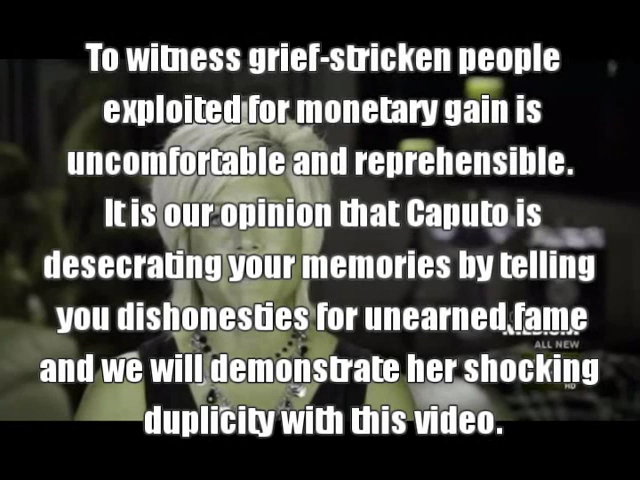 To witness grief-stricken people
exploited for monetary gain is
uncomfortable and reprehensible.
It is our opinion that Caputo is
desecrating your memories by telling
you dishonesties for unearned fame
and we will demonstrate her shocking
duplicity with this video.
ALL NEW
HD